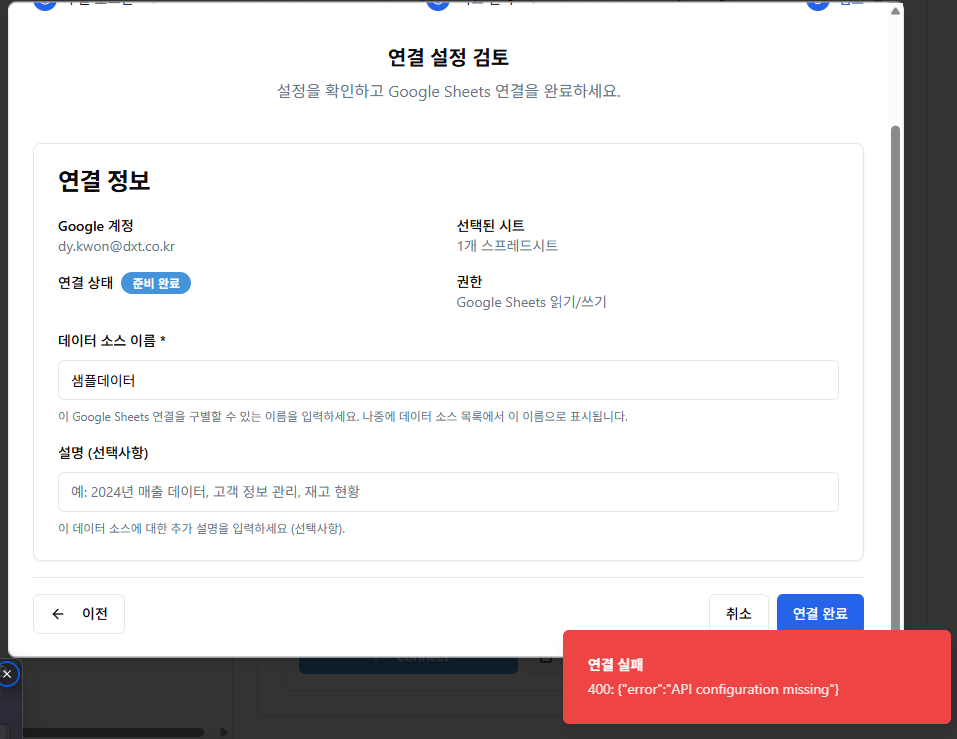 연결 설정 검토
설정을 확인하고 Google Sheets 연결을 완료하세요.
연결 정보
Google 계정
dy.kwon@dxt.co.kr
선택된 시트
1개 스프레드시트
연결 상태 준비 완료
권한
Google Sheets 읽기/쓰기
데이터 소스 이름 *
샘플데이터
이 Google Sheets 연결을 구별할 수 있는 이름을 입력하세요. 나중에 데이터 소스 목록에서 이 이름으로 표시됩니다.
설명 (선택사항)
예: 2024년 매출 데이터, 고객 정보 관리, 재고 현황
이 데이터 소스에 대한 추가 설명을 입력하세요 (선택사항).
← 이전
취소
연결 완료
연결 실패
400: {"error":"API configuration missing"}